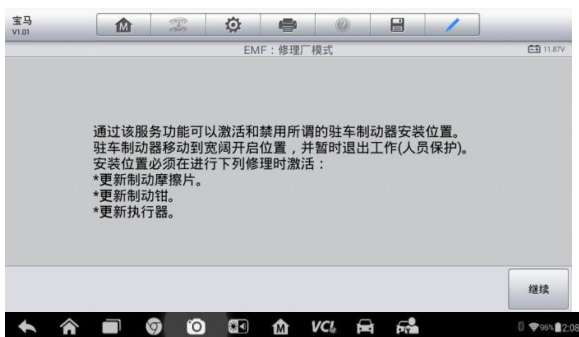 宝马
V1.01
EMF：修理厂模式
11.87V
通过该服务功能可以激活和禁用所谓的驻车制动器安装位置。
驻车制动器移动到宽阔开启位置，并暂时退出工作(人员保护)。
安装位置必须在进行下列修理时激活：
*更新制动摩擦片。
*更新制动钳。
*更新执行器。
继续
VCI
96% 2:08